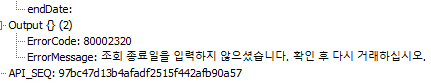 endDate:
Output {} (2)
ErrorCode: 80002320
ErrorMessage: 조회 종료일을 입력하지 않으셨습니다. 확인 후 다시 거래하십시오.
API_SEQ: 97bc47d13b4afadf2515f442afb90a57